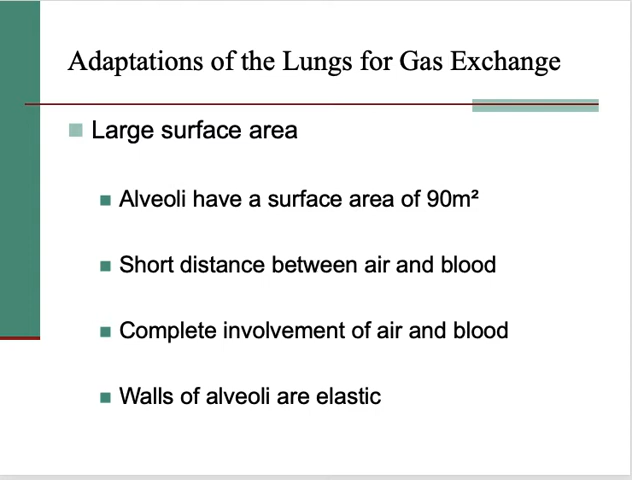 Adaptations of the Lungs for Gas Exchange
Large surface area
Alveoli have a surface area of 90m²
Short distance between air and blood
Complete involvement of air and blood
Walls of alveoli are elastic